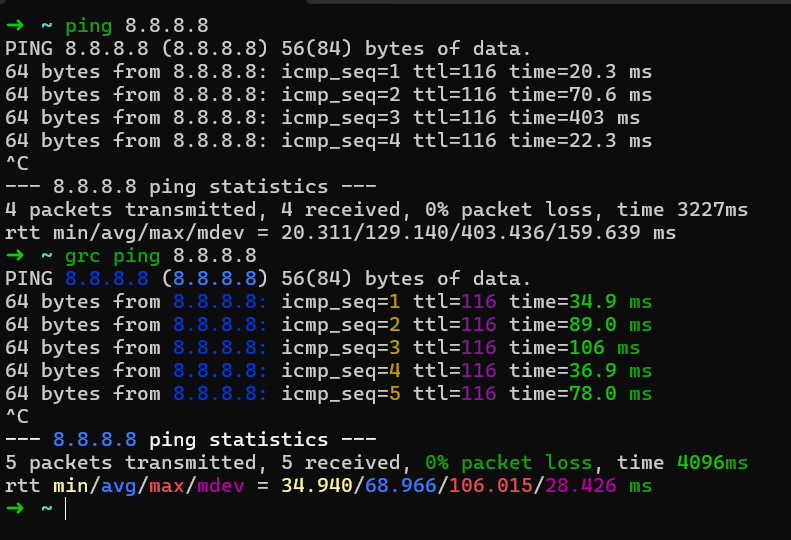 ➜ ~ ping 8.8.8.8
PING 8.8.8.8 (8.8.8.8) 56(84) bytes of data.
64 bytes from 8.8.8.8: icmp_seq=1 ttl=116 time=20.3 ms
64 bytes from 8.8.8.8: icmp_seq=2 ttl=116 time=70.6 ms
64 bytes from 8.8.8.8: icmp_seq=3 ttl=116 time=403 ms
64 bytes from 8.8.8.8: icmp_seq=4 ttl=116 time=22.3 ms
^C
--- 8.8.8.8 ping statistics ---
4 packets transmitted, 4 received, 0% packet loss, time 3227ms
rtt min/avg/max/mdev = 20.311/129.140/403.436/159.639 ms
➜ ~ grc ping 8.8.8.8
PING 8.8.8.8 (8.8.8.8) 56(84) bytes of data.
64 bytes from 8.8.8.8: icmp_seq=1 ttl=116 time=34.9 ms
64 bytes from 8.8.8.8: icmp_seq=2 ttl=116 time=89.0 ms
64 bytes from 8.8.8.8: icmp_seq=3 ttl=116 time=106 ms
64 bytes from 8.8.8.8: icmp_seq=4 ttl=116 time=36.9 ms
64 bytes from 8.8.8.8: icmp_seq=5 ttl=116 time=78.0 ms
^C
--- 8.8.8.8 ping statistics ---
5 packets transmitted, 5 received, 0% packet loss, time 4096ms
rtt min/avg/max/mdev = 34.940/68.966/106.015/28.426 ms
➜ ~